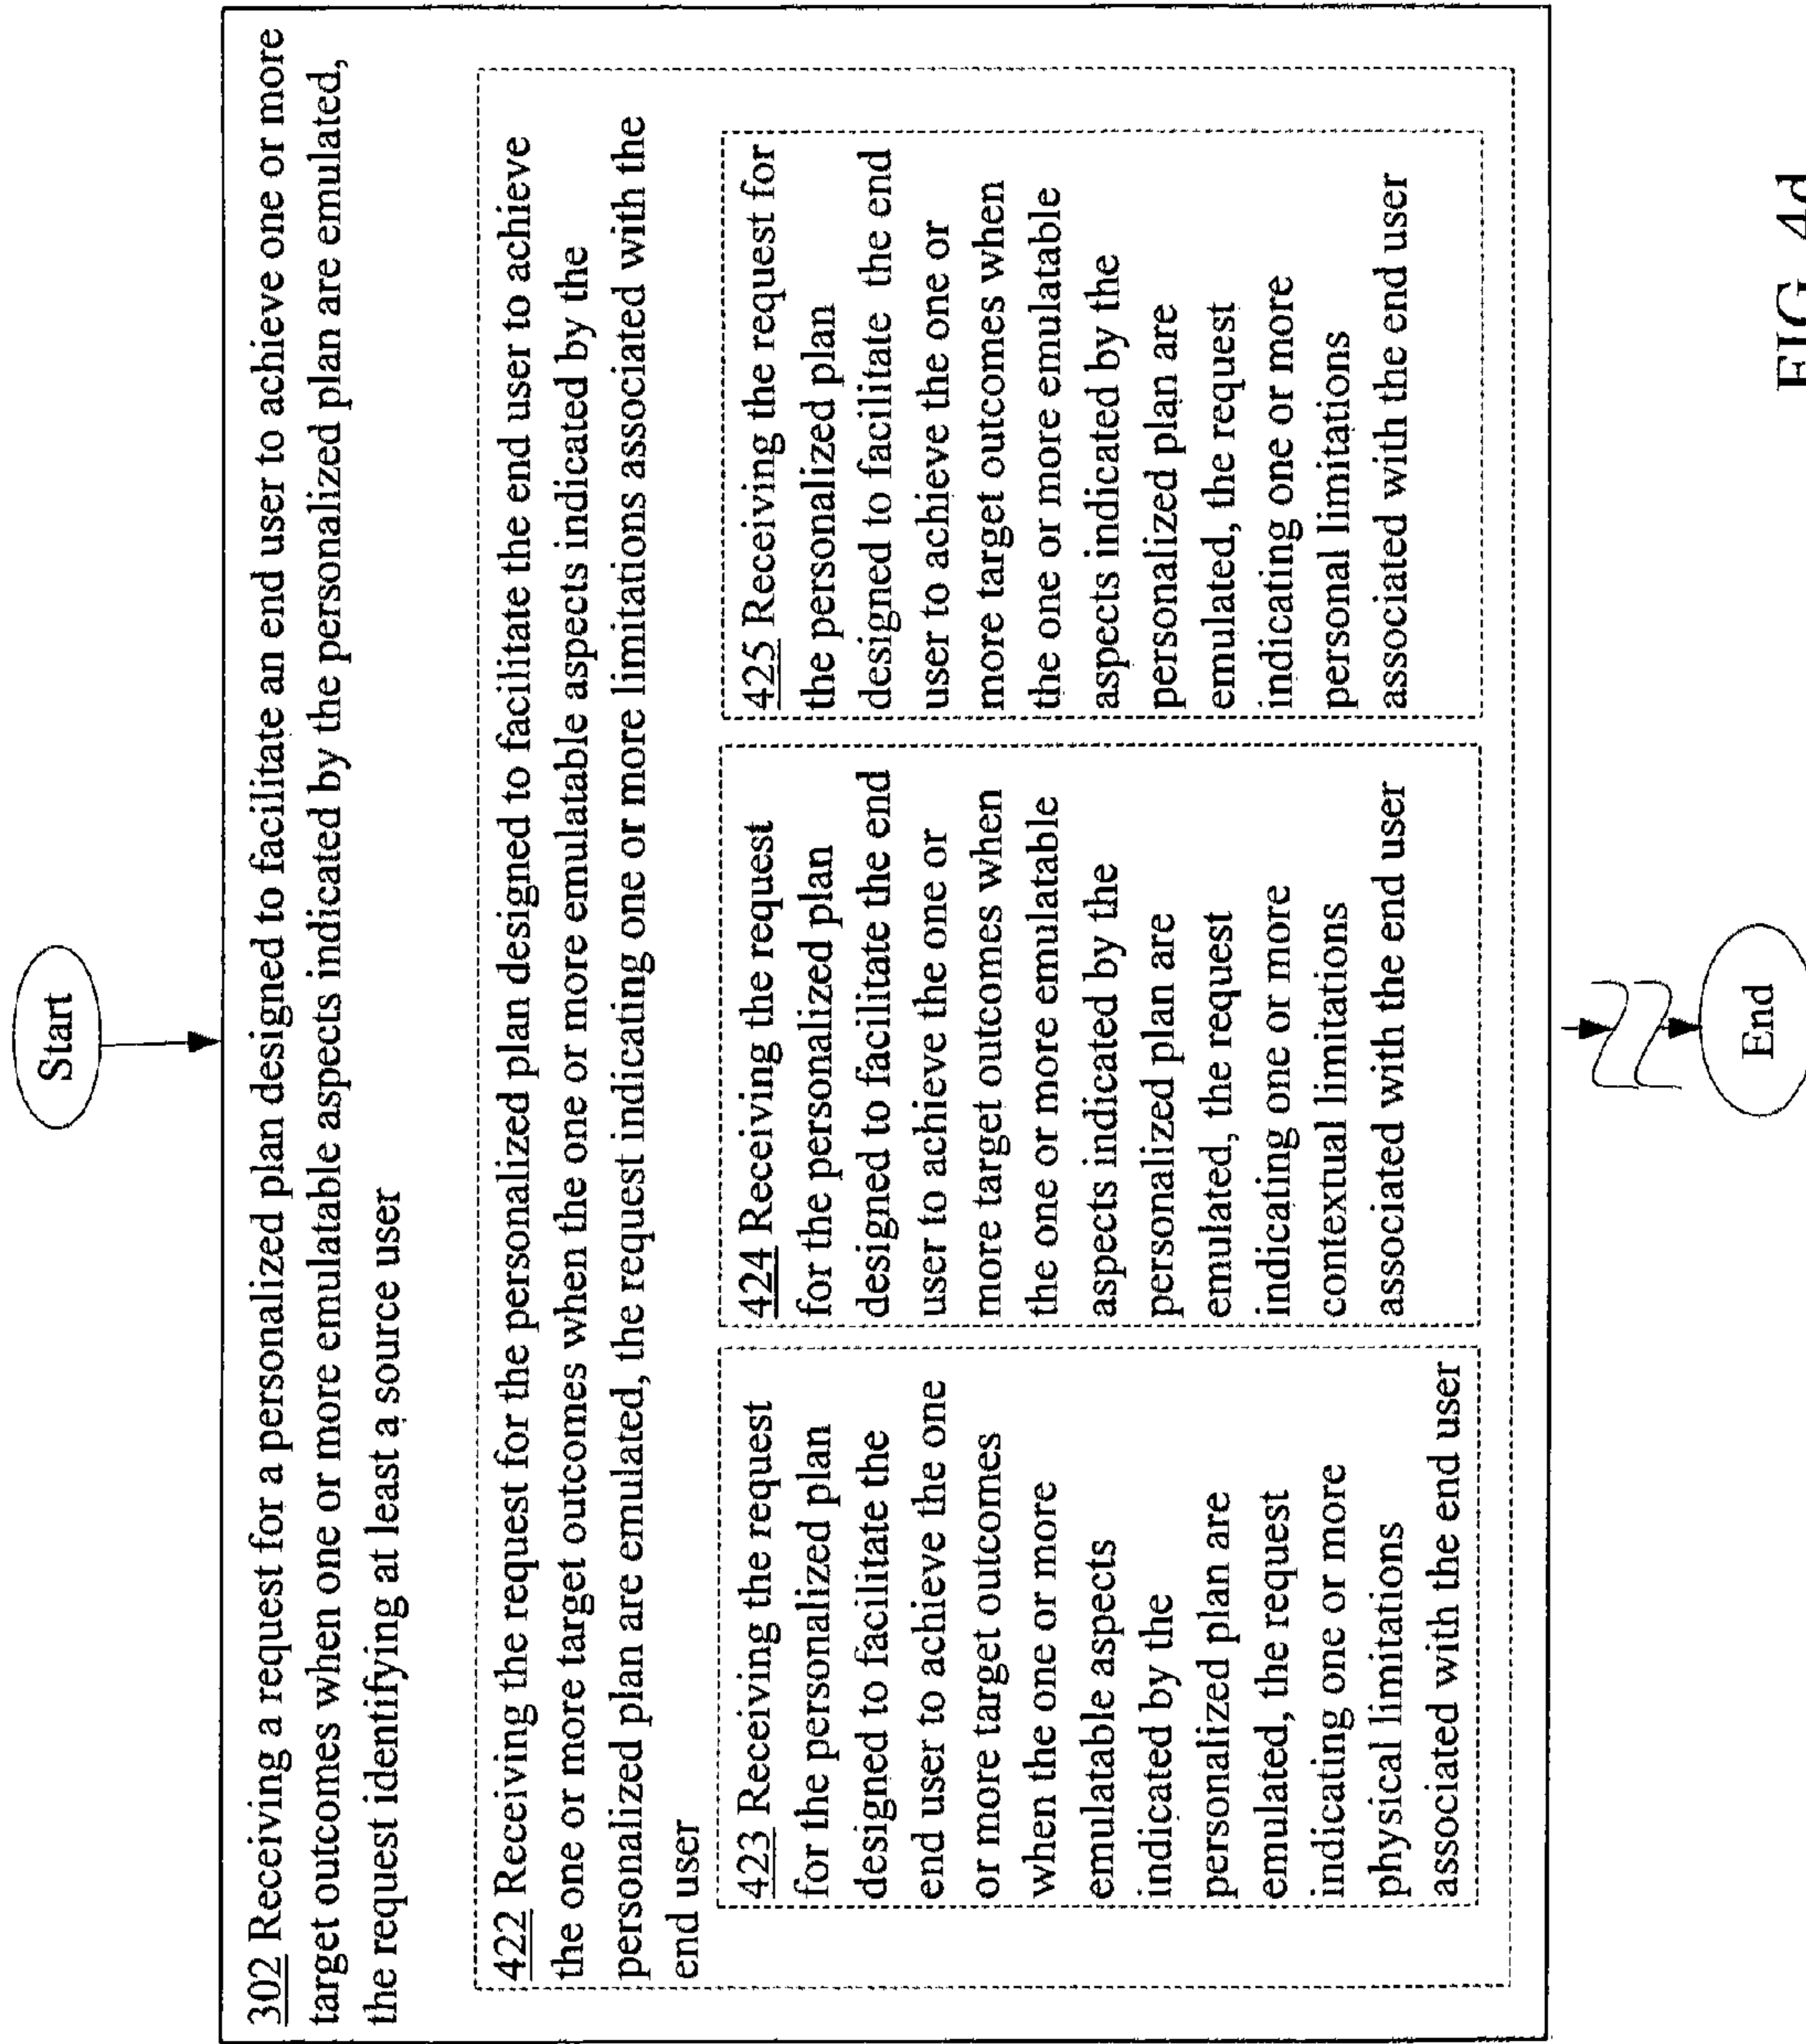 Start
302 Receiving a request for a personalized plan designed to facilitate an end user to achieve one or more
target outcomes when one or more emulatable aspects indicated by the personalized plan are emulated,
the request identifying at least a source user
422 Receiving the request for the personalized plan designed to facilitate the end user to achieve
the one or more target outcomes when the one or more emulatable aspects indicated by the
personalized plan are emulated, the request indicating one or more limitations associated with the
end user
423 Receiving the request
for the personalized plan
designed to facilitate the
end user to achieve the one
or more target outcomes
when the one or more
emulatable aspects
indicated by the
personalized plan are
emulated, the request
indicating one or more
physical limitations
associated with the end user
424 Receiving the request
for the personalized plan
designed to facilitate the end
user to achieve the one or
more target outcomes when
the one or more emulatable
aspects indicated by the
personalized plan are
emulated, the request
indicating one or more
contextual limitations
associated with the end user
425 Receiving the request for
the personalized plan
designed to facilitate the end
user to achieve the one or
more target outcomes when
the one or more emulatable
aspects indicated by the
personalized plan are
emulated, the request
indicating one or more
personal limitations
associated with the end user
End
FIG. 4d